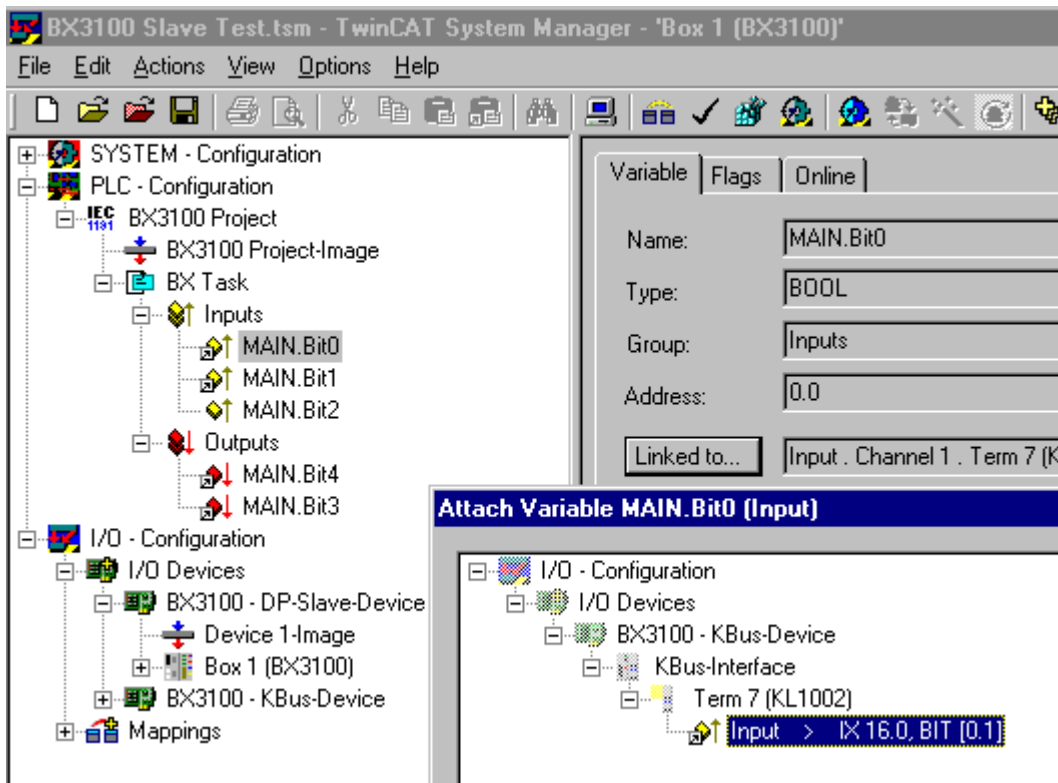 BX3100 Slave Test.tsm - TwinCAT System Manager - 'Box 1 (BX3100)'
File Edit Actions View Options Help
SYSTEM - Configuration
PLC - Configuration
IEC 1131 BX3100 Project
BX3100 Project-Image
BX Task
Inputs
MAIN.Bit0
MAIN.Bit1
MAIN.Bit2
Outputs
MAIN.Bit4
MAIN.Bit3
I/O - Configuration
I/O Devices
BX3100 - DP-Slave-Device
Device 1-Image
Box 1 (BX3100)
BX3100 - KBus-Device
Mappings
Variable Flags Online
Name: MAIN.Bit0
Type: BOOL
Group: Inputs
Address: 0.0
Linked to... Input . Channel 1 . Term 7 (K
Attach Variable MAIN.Bit0 (Input)
I/O - Configuration
I/O Devices
BX3100 - KBus-Device
KBus-Interface
Term 7 (KL1002)
Input > IX 16.0, BIT [0.1]